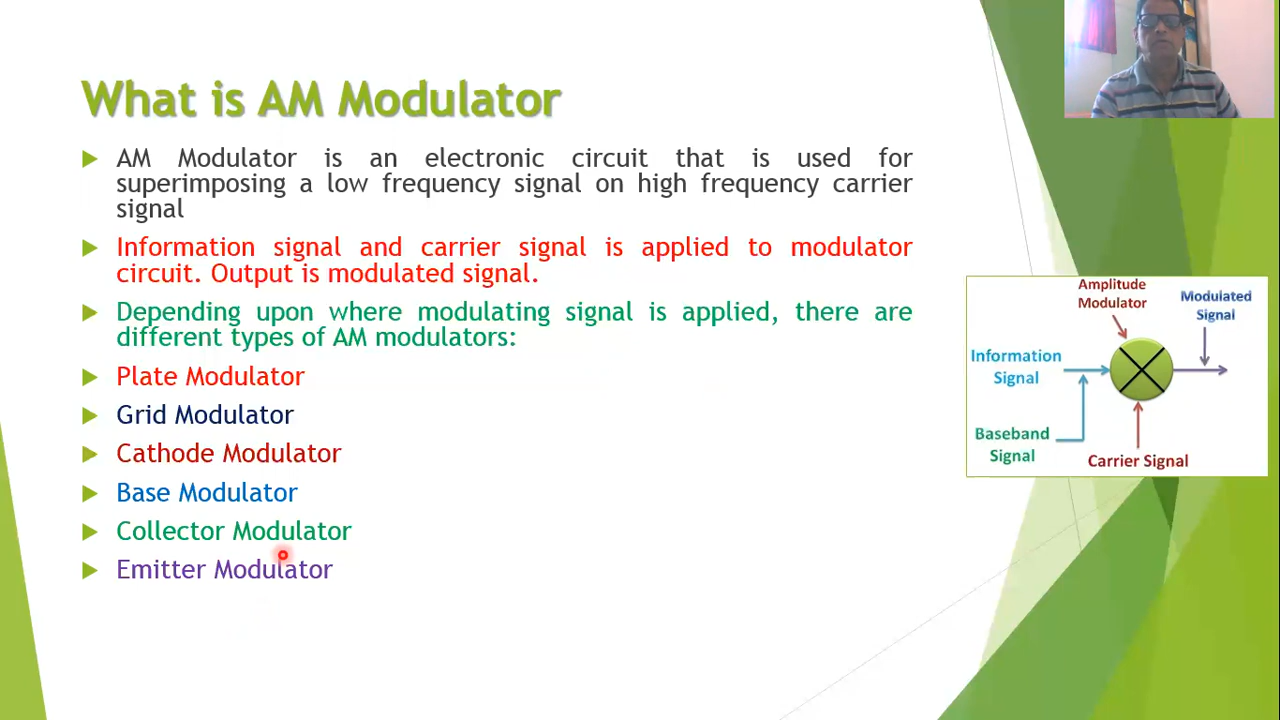 What is AM Modulator
AM Modulator is an electronic circuit that is used for
superimposing a low frequency signal on high frequency carrier
signal
Information signal and carrier signal is applied to modulator
circuit. Output is modulated signal.
Depending upon where modulating signal is applied, there are
different types of AM modulators:
Plate Modulator
Grid Modulator
Cathode Modulator
Base Modulator
Collector Modulator
Emitter Modulator
Amplitude
Modulator
Modulated
Signal
Information
Signal
Baseband
Signal
Carrier Signal